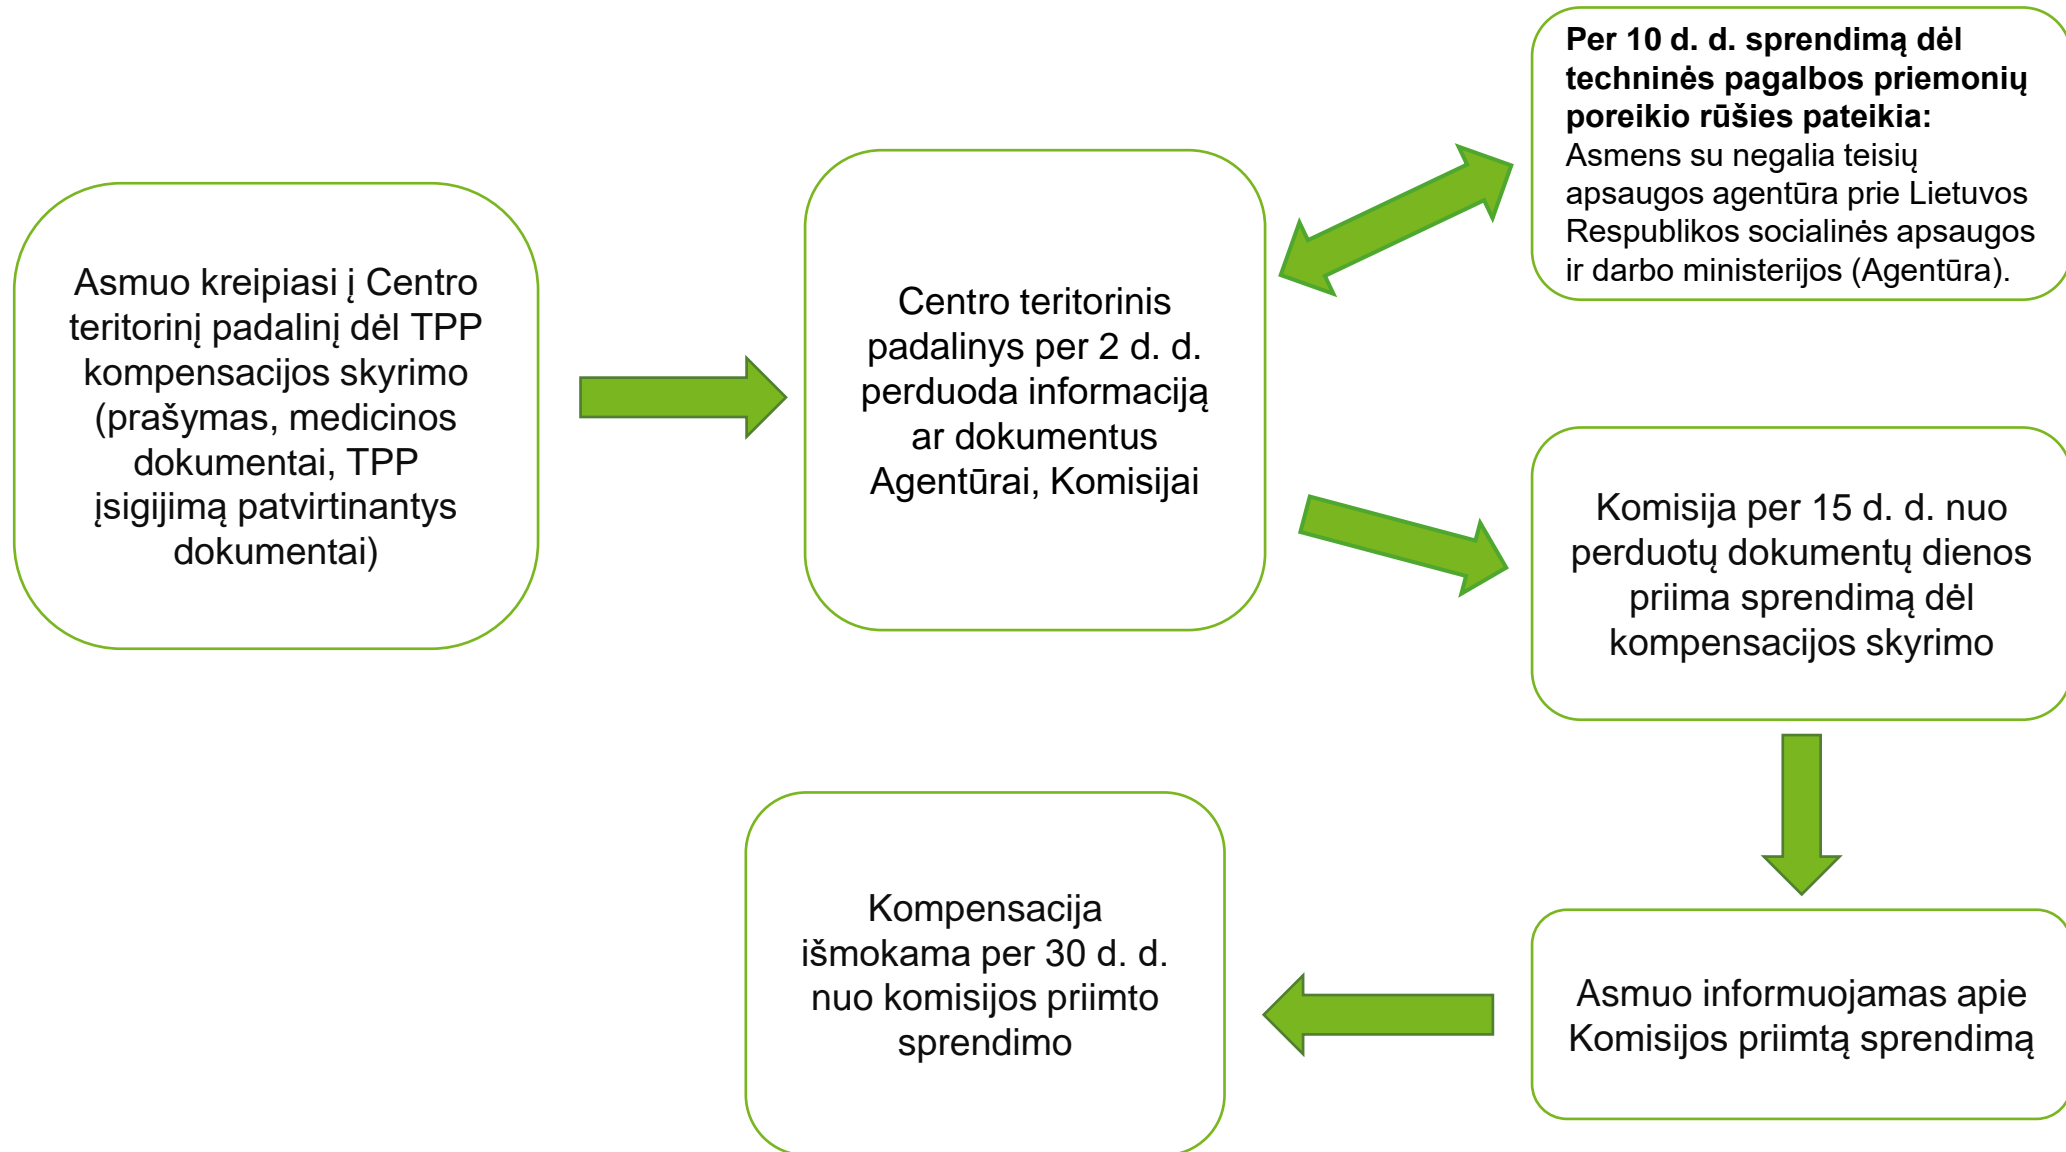 Asmuo kreipiasi į Centro
teritorinį padalinį dėl TPP
kompensacijos skyrimo
(prašymas, medicinos
dokumentai, TPP
įsigijimą patvirtinantys
dokumentai)
Centro teritorinis
padalinys per 2 d. d.
perduoda informaciją
ar dokumentus
Agentūrai, Komisijai
Per 10 d. d. sprendimą dėl
techninės pagalbos priemonių
poreikio rūšies pateikia:
Asmens su negalia teisių
apsaugos agentūra prie Lietuvos
Respublikos socialinės apsaugos
ir darbo ministerijos (Agentūra).
Komisija per 15 d. d. nuo
perduotų dokumentų dienos
priima sprendimą dėl
kompensacijos skyrimo
Asmuo informuojamas apie
Komisijos priimtą sprendimą
Kompensacija
išmokama per 30 d. d.
nuo komisijos priimto
sprendimo